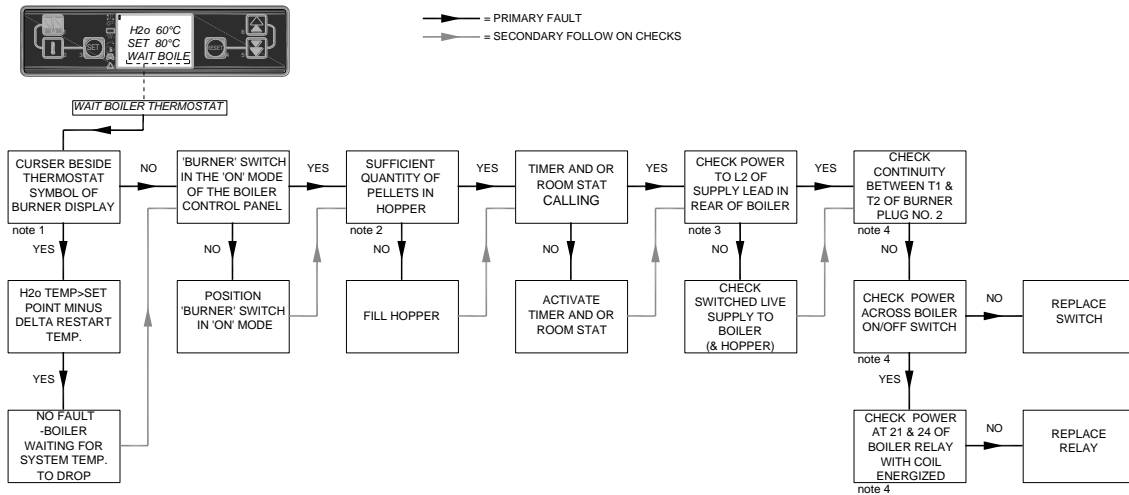 = PRIMARY FAULT
= SECONDARY FOLLOW ON CHECKS
H2o 60°C
SET 80°C
WAIT BOILE
SET
RESET
WAIT BOILER THERMOSTAT
CURSER BESIDE
THERMOSTAT
SYMBOL OF
BURNER DISPLAY
note 1
NO
'BURNER' SWITCH
IN THE 'ON' MODE
OF THE BOILER
CONTROL PANEL
YES
SUFFICIENT
QUANTITY OF
PELLETS IN
HOPPER
note 2
YES
TIMER AND OR
ROOM STAT
CALLING
YES
CHECK POWER
TO L2 OF
SUPPLY LEAD IN
REAR OF BOILER
note 3
YES
CHECK
CONTINUITY
BETWEEN T1 &
T2 OF BURNER
PLUG NO. 2
note 4
YES
NO
NO
NO
NO
NO
H2o TEMP>SET
POINT MINUS
DELTA RESTART
TEMP.
POSITION
'BURNER' SWITCH
IN 'ON' MODE
FILL HOPPER
ACTIVATE
TIMER AND OR
ROOM STAT
CHECK
SWITCHED LIVE
SUPPLY TO
BOILER
(& HOPPER)
CHECK POWER
ACROSS BOILER
ON/OFF SWITCH
note 4
NO
REPLACE
SWITCH
YES
YES
NO FAULT
-BOILER
WAITING FOR
SYSTEM TEMP.
TO DROP
CHECK POWER
AT 21 & 24 OF
BOILER RELAY
WITH COIL
ENERGIZED
note 4
NO
REPLACE
RELAY